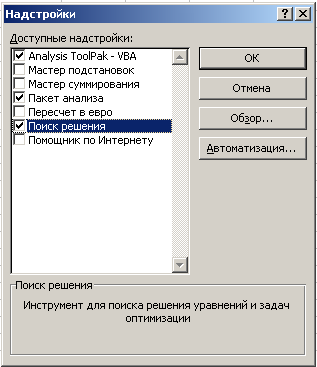 Надстройки
Доступные надстройки:
Analysis ToolPak - VBA
Мастер подстановок
Мастер суммирования
Пакет анализа
Пересчет в евро
Поиск решения
Помощник по Интернету
OK
Отмена
Обзор...
Автоматизация...
Поиск решения
Инструмент для поиска решения уравнений и задач
оптимизации